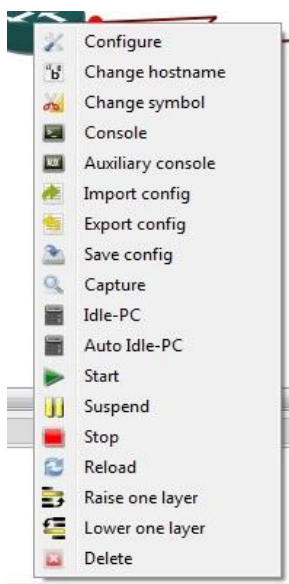 Configure
Change hostname
Change symbol
Console
Auxiliary console
Import config
Export config
Save config
Capture
Idle-PC
Auto Idle-PC
Start
Suspend
Stop
Reload
Raise one layer
Lower one layer
Delete